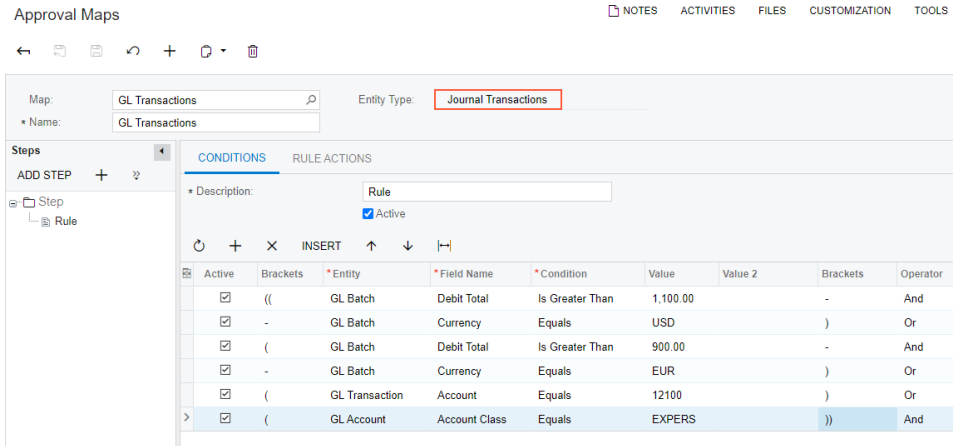 Approval Maps NOTES ACTIVITIES FILES CUSTOMIZATION TOOLS
Map: GL Transactions Entity Type: Journal Transactions
* Name: GL Transactions
Steps
CONDITIONS RULE ACTIONS
ADD STEP
* Description: Rule
Step
Active
Rule
INSERT
Active Brackets *Entity *Field Name *Condition Value Value 2 Brackets Operator
(( GL Batch Debit Total Is Greater Than 1,100.00 - And
- GL Batch Currency Equals USD ) Or
( GL Batch Debit Total Is Greater Than 900.00 - And
- GL Batch Currency Equals EUR ) Or
( GL Transaction Account Equals 12100 ) Or
( GL Account Account Class Equals EXPERS )) And